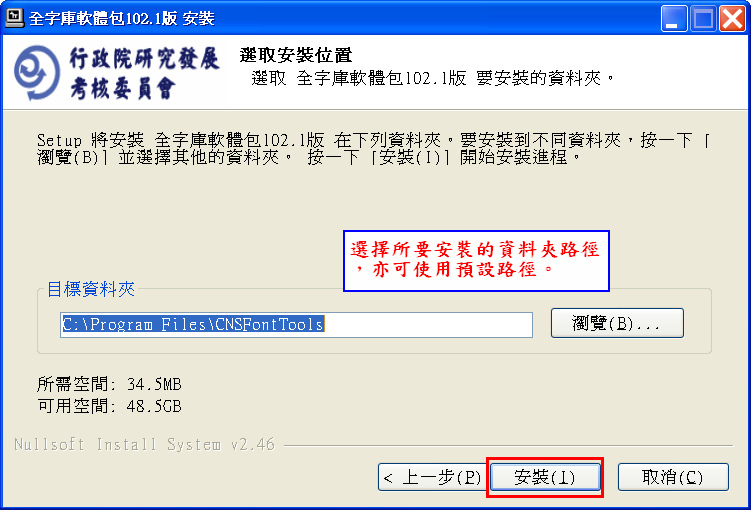 全字庫軟體包102.1版 安裝
行政院研究發展
考核委員會
選取安裝位置
選取 全字庫軟體包102.1版 要安裝的資料夾。
Setup 將安裝 全字庫軟體包102.1版 在下列資料夾。要安裝到不同資料夾，按一下 [
瀏覽(B)] 並選擇其他的資料夾。 按一下 [安裝(I)] 開始安裝進程。
選擇所要安裝的資料夾路徑
，亦可使用預設路徑。
目標資料夾
C:\Program Files\CNSFontTools
瀏覽(B)...
所需空間: 34.5MB
可用空間: 48.5GB
Nullsoft Install System v2.46
< 上一步(P)
安裝(I)
取消(C)